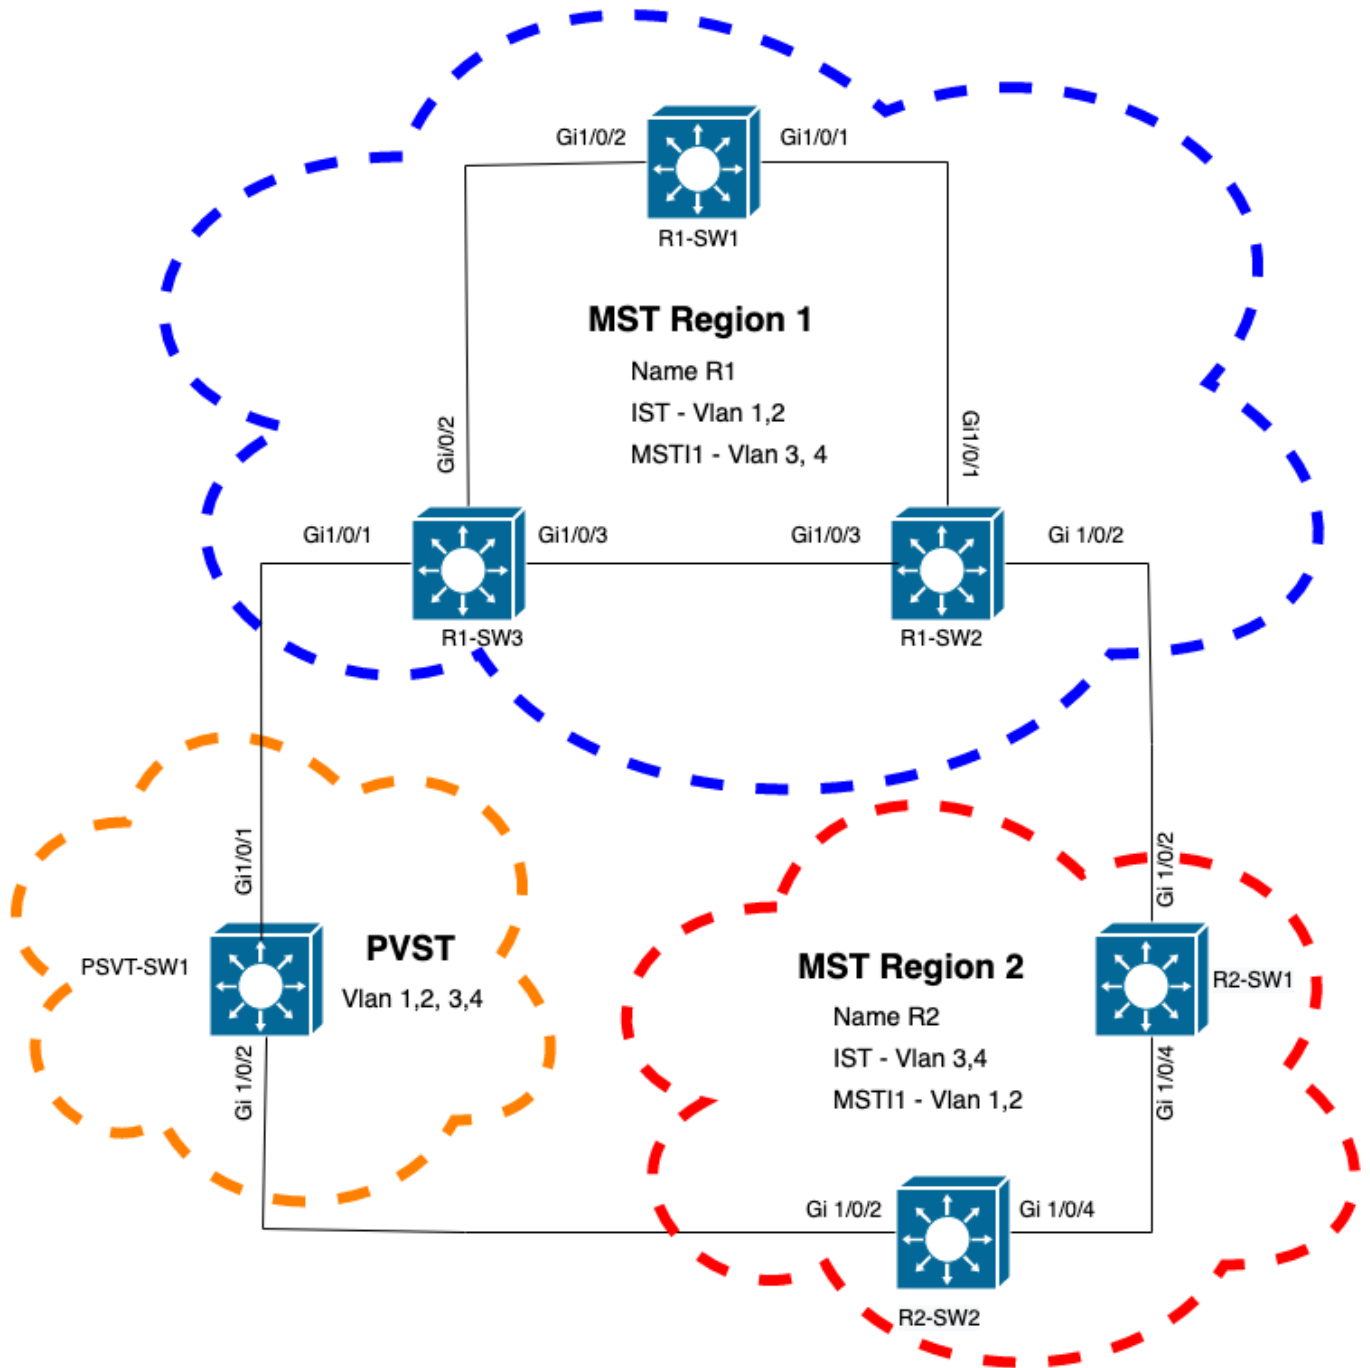 Gi1/0/2
Gi1/0/1
R1-SW1
MST Region 1
Name R1
IST - Vlan 1,2
MSTI1 - Vlan 3, 4
Gi/0/2
Gi1/0/1
Gi1/0/1
Gi1/0/3
Gi1/0/3
Gi 1/0/2
R1-SW3
R1-SW2
Gi1/0/1
Gi 1/0/2
PSVT-SW1
PVST
Vlan 1,2, 3,4
MST Region 2
Name R2
IST - Vlan 3,4
MSTI1 - Vlan 1,2
R2-SW1
Gi 1/0/2
Gi 1/0/4
Gi 1/0/2
Gi 1/0/4
R2-SW2